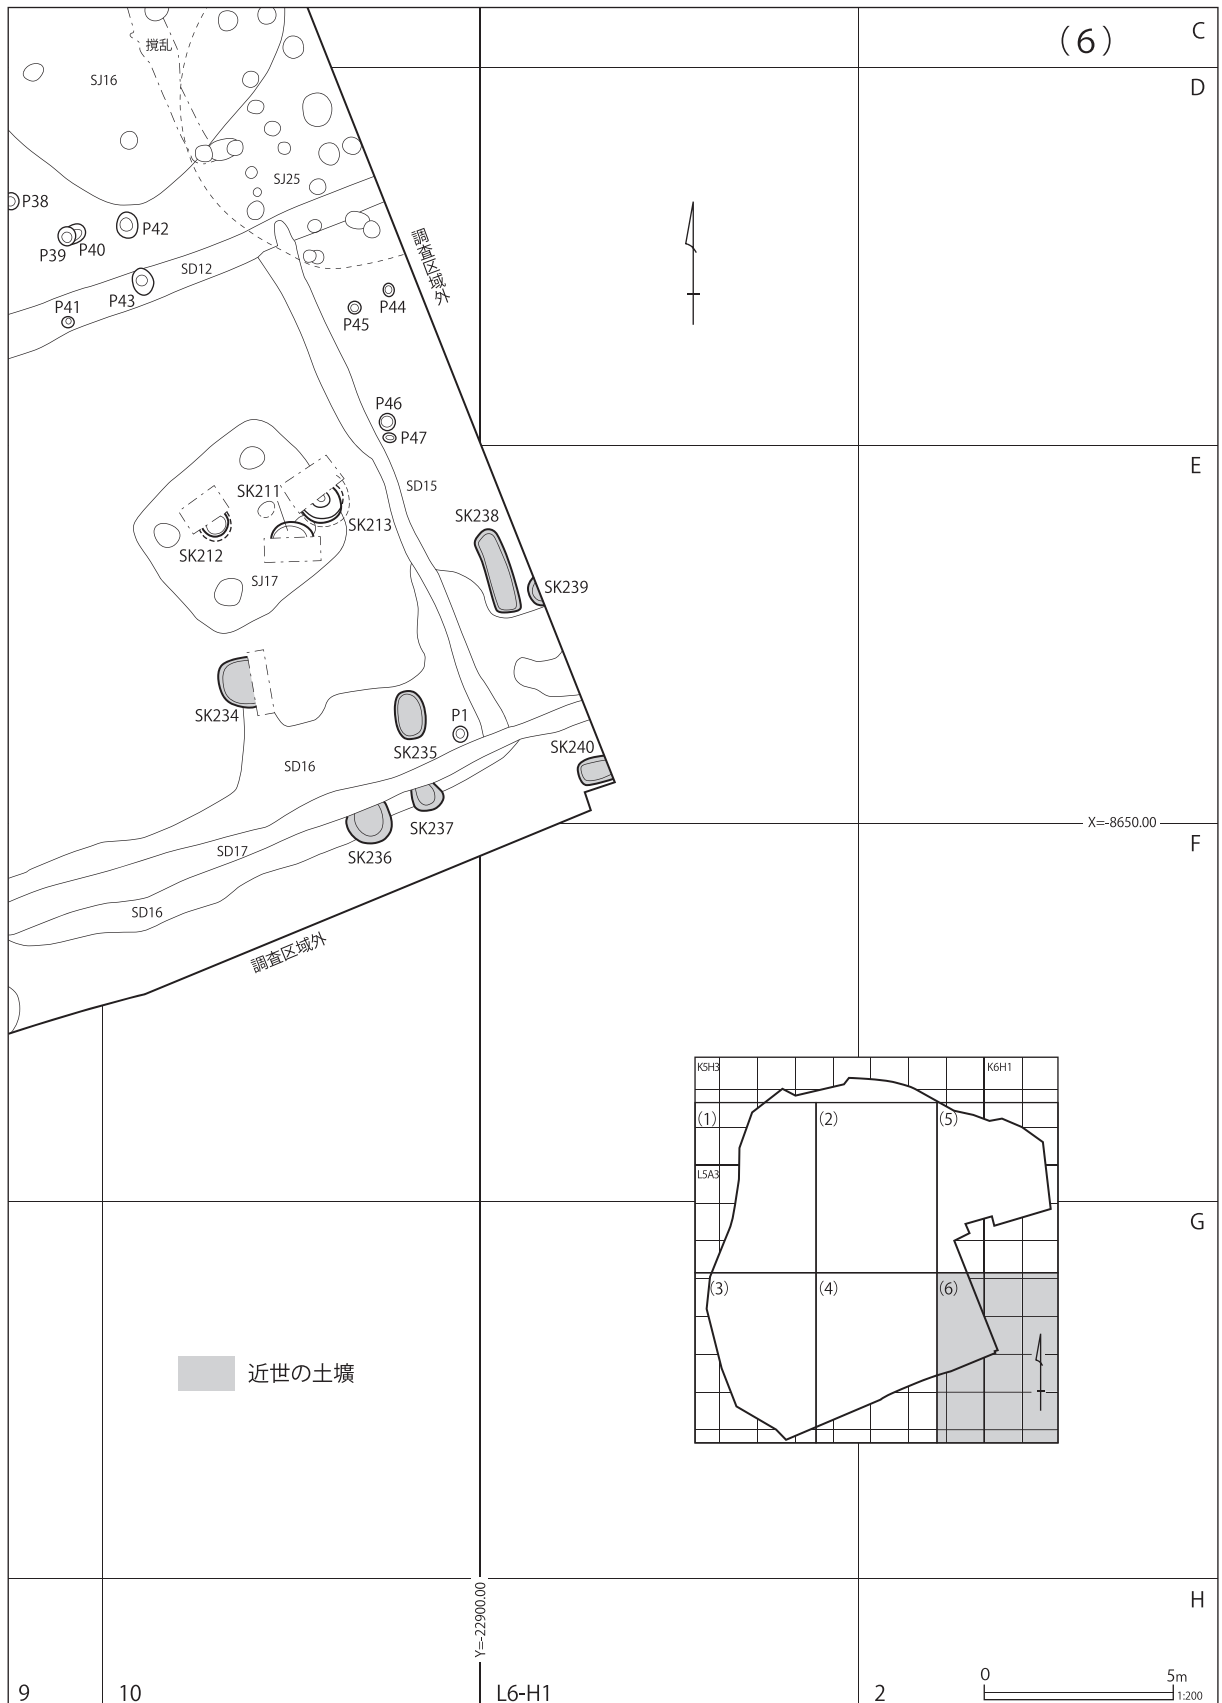 (6)
C
撹乱
SJ16
D
SJ25
P38
P42
P39
P40
SD12
調査区域外
P41
P43
P44
P45
P46
P47
E
SD15
SK211
SK238
SK213
SK212
SJ17
SK239
SK234
P1
SK235
SK240
SD16
X=-8650.00
SK237
F
SD17
SK236
SD16
調査区域外
K5H3
K6H1
(1)
(2)
(5)
L5A3
G
(3)
(4)
(6)
近世の土壙
Y=-22900.00
H
0
5m
9
10
L6-H1
2
1:200